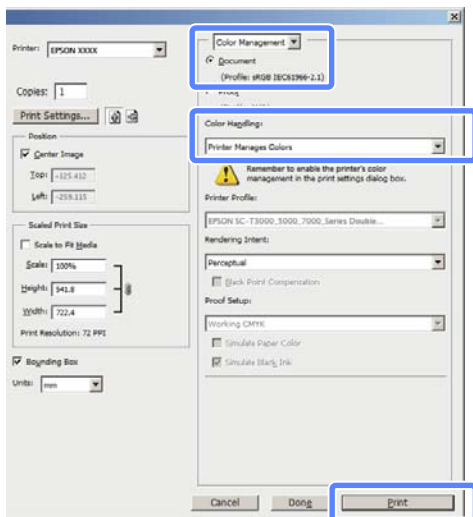 Printer: EPSON XXXX
Copies: 1
Print Settings...
Position
Center Image
Top: -125.412
Left: -259.115
Scaled Print Size
Scale to Fit Media
Scale: 100%
Height: 541.8
Width: 722.4
Print Resolution: 72 PPI
Bounding Box
Units: mm
Color Management
Document
(Profile: sRGB IEC61966-2.1)
Color Handling:
Printer Manages Colors
Remember to enable the printer's color
management in the print settings dialog box.
Printer Profile:
EPSON SC-T3000_5000_7000_Series Double...
Rendering Intent:
Perceptual
Black Point Compensation
Proof Setup:
Working CMYK
Simulate Paper Color
Simulate Black Ink
Cancel
Done
Print